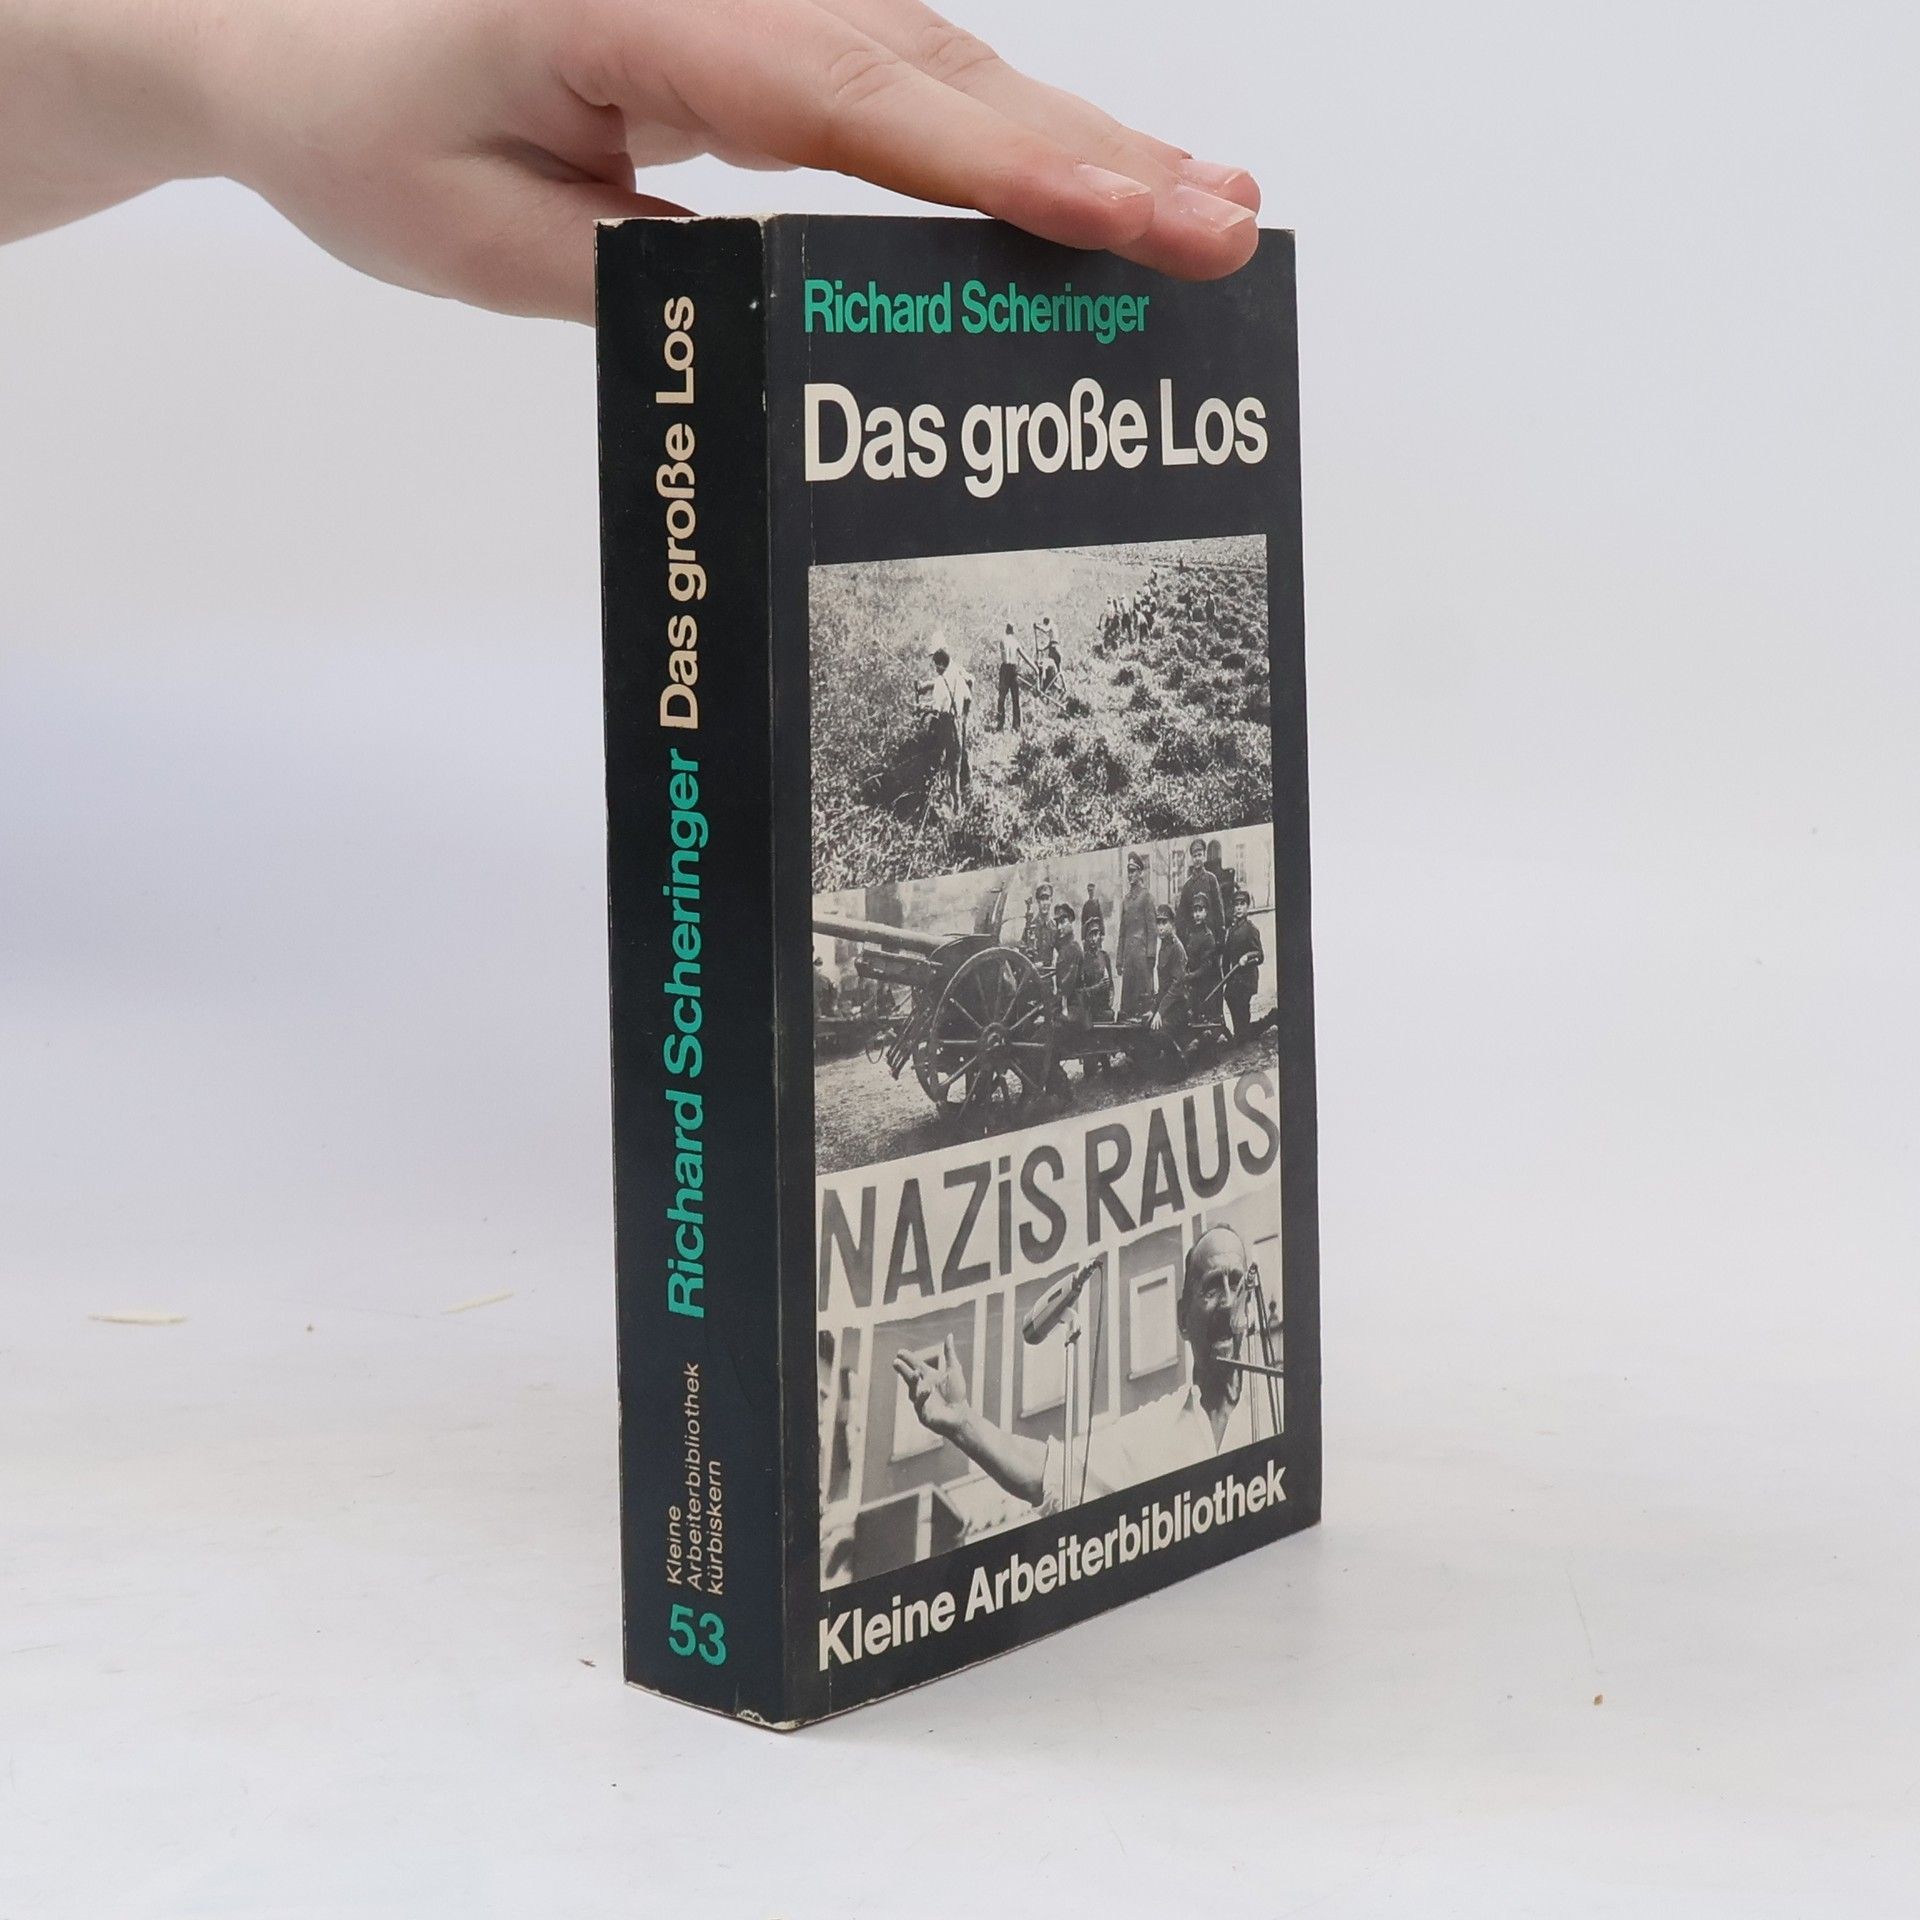 Richard Scheringer
Das große Los
NAZiS RAUS
Kleine Arbeiterbibliothek
Richard Scheringer Das große Los
Kleine
Arbeiterbibliothek
kürbiskern
53